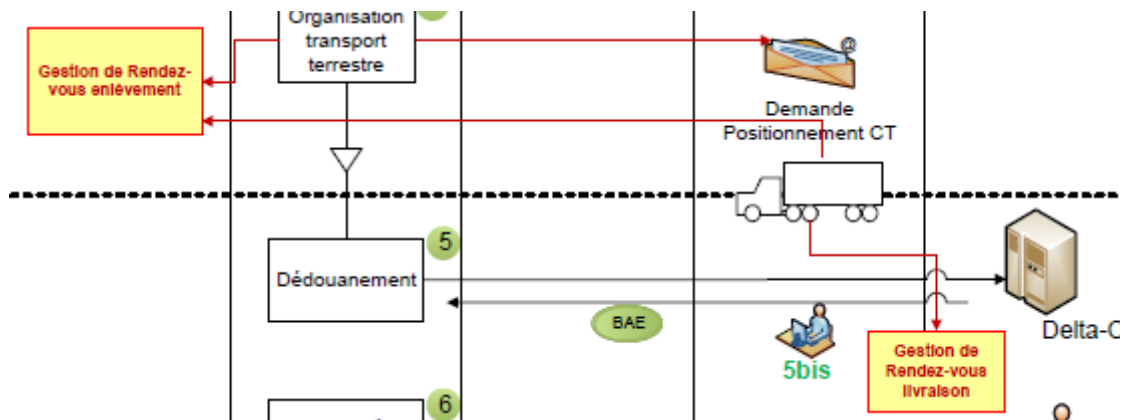 Organisation
transport
terrestre
Gestion de Rendez-
vous enlèvement
@
Demande
Positionnement CT
5
Dédouanement
BAE
5bis
Gestion de
Rendez-vous
livraison
Delta-C
6